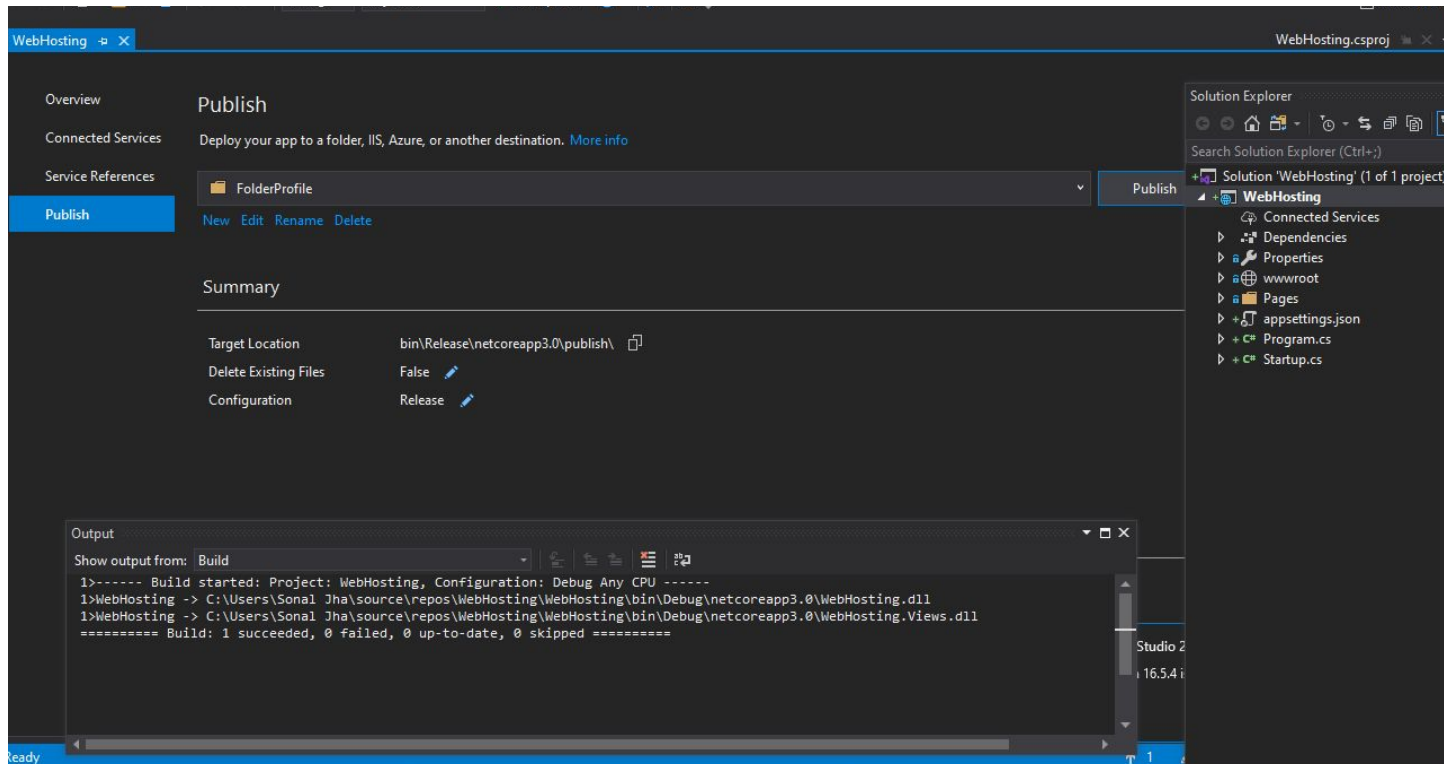 WebHosting
WebHosting.csproj
Overview
Connected Services
Service References
Publish
Publish
Deploy your app to a folder, IIS, Azure, or another destination. More info
FolderProfile
Publish
New Edit Rename Delete
Summary
Target Location bin\Release\netcoreapp3.0\publish\
Delete Existing Files False
Configuration Release
Solution Explorer
Search Solution Explorer (Ctrl+;)
Solution 'WebHosting' (1 of 1 project)
WebHosting
Connected Services
Dependencies
Properties
wwwroot
Pages
appsettings.json
C# Program.cs
C# Startup.cs
Output
Show output from: Build
1>------ Build started: Project: WebHosting, Configuration: Debug Any CPU ------
1>WebHosting -> C:\Users\Sonal Jha\source\repos\WebHosting\WebHosting\bin\Debug\netcoreapp3.0\WebHosting.dll
1>WebHosting -> C:\Users\Sonal Jha\source\repos\WebHosting\WebHosting\bin\Debug\netcoreapp3.0\WebHosting.Views.dll
========== Build: 1 succeeded, 0 failed, 0 up-to-date, 0 skipped ==========
Studio 2
16.5.4 i
Ready
1